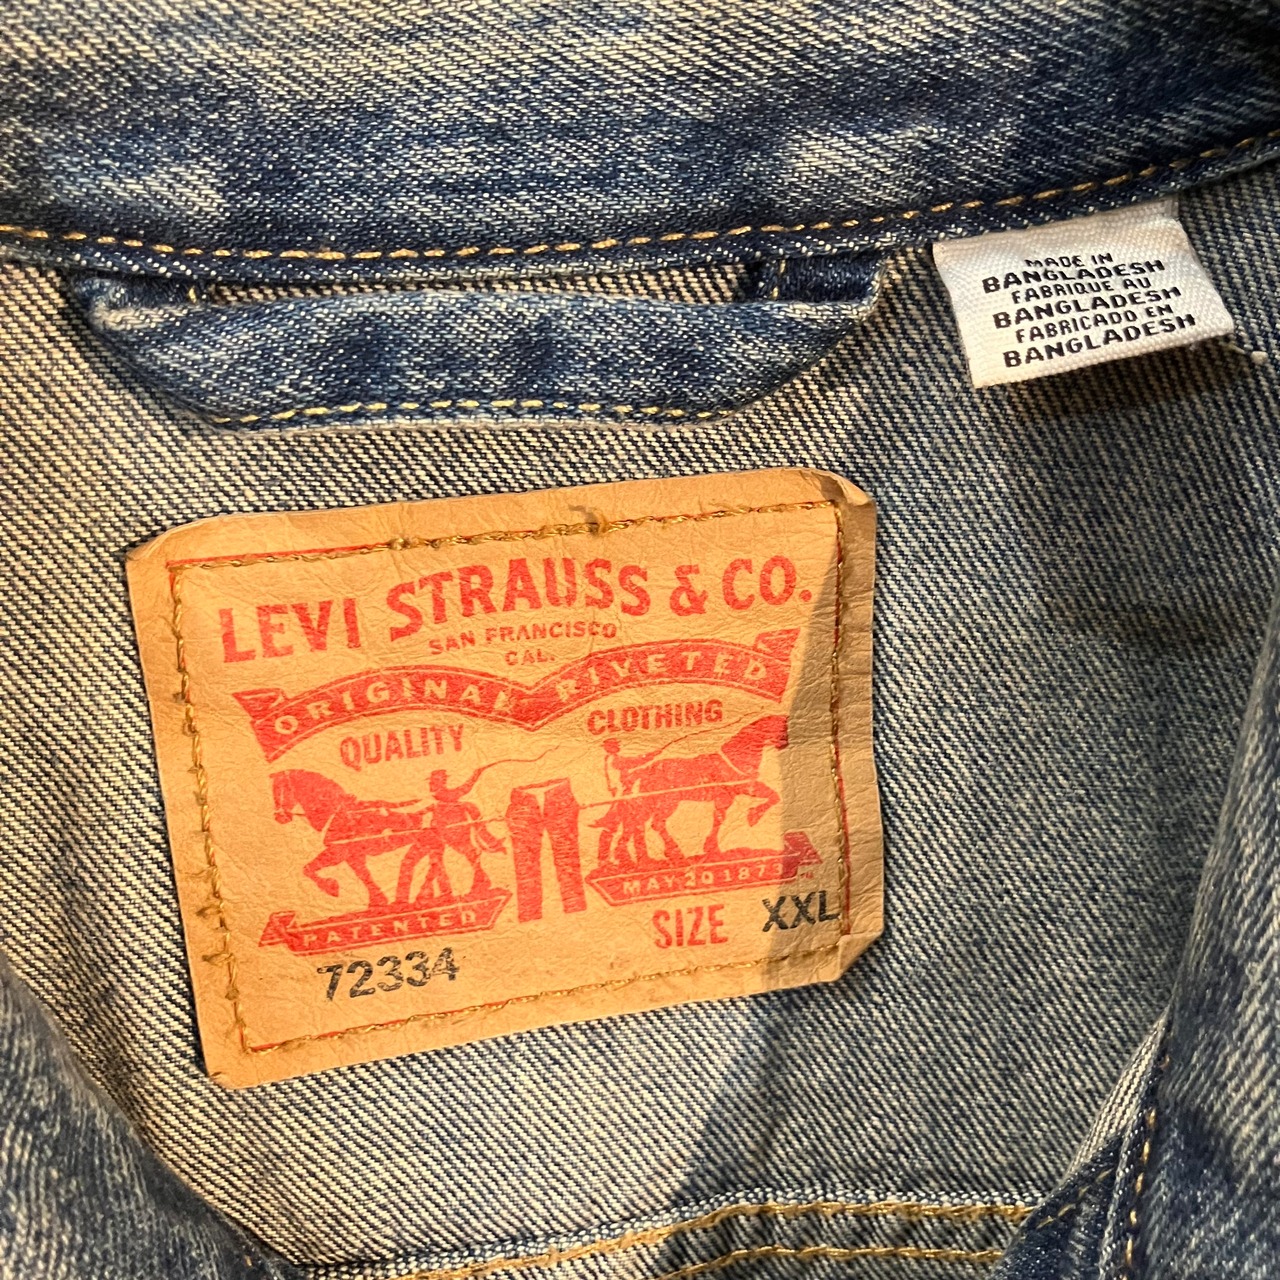 MADE IN
BANGLADESH
FABRIQUE AU
BANGLADESH
FABRICADO EN
BANGLADESH
LEVI STRAUSS & CO.
SAN FRANCISCO
CAL.
ORIGINAL RIVETED
QUALITY CLOTHING
PATENTED MAY 20 1873 TM
SIZE XXL
72334